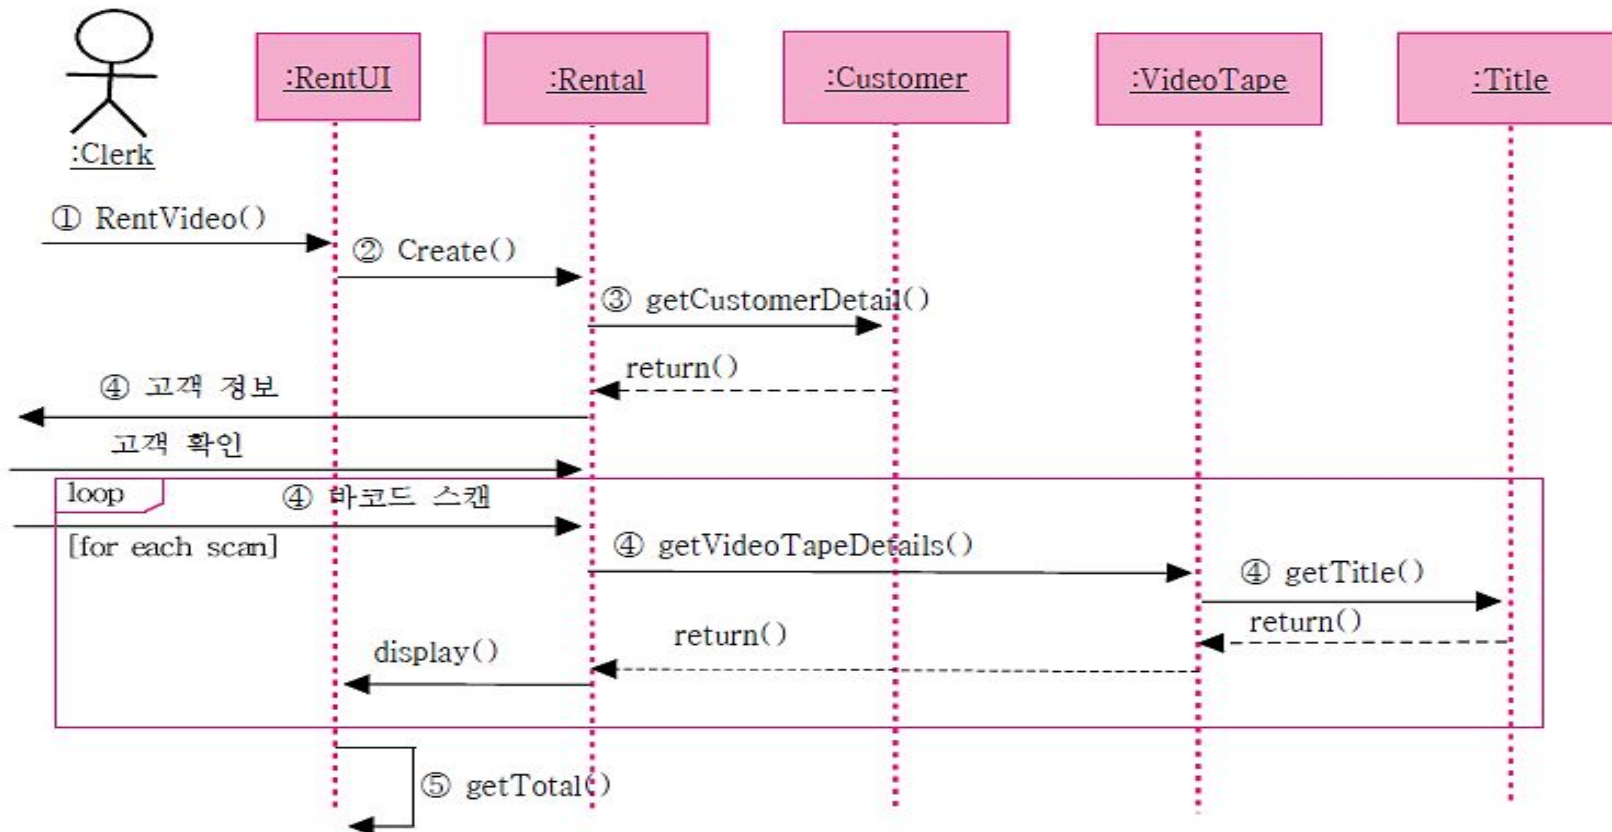 :RentUI
:Rental
:Customer
:VideoTape
:Title
:Clerk
① RentVideo()
② Create()
③ getCustomerDetail()
return()
④ 고객 정보
고객 확인
loop
④ 바코드 스캔
[for each scan]
④ getVideoTapeDetails()
④ getTitle()
return()
return()
display()
⑤ getTotal()